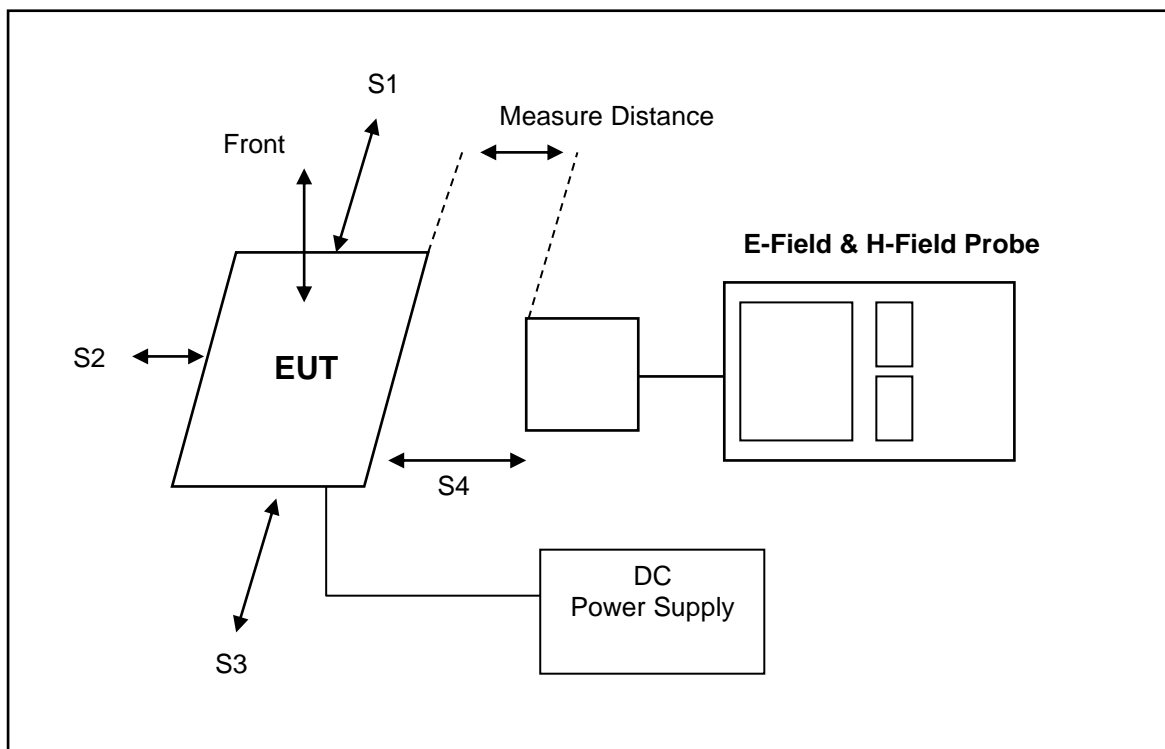 S1
Measure Distance
Front
E-Field & H-Field Probe
S2
EUT
S4
DC
Power Supply
S3